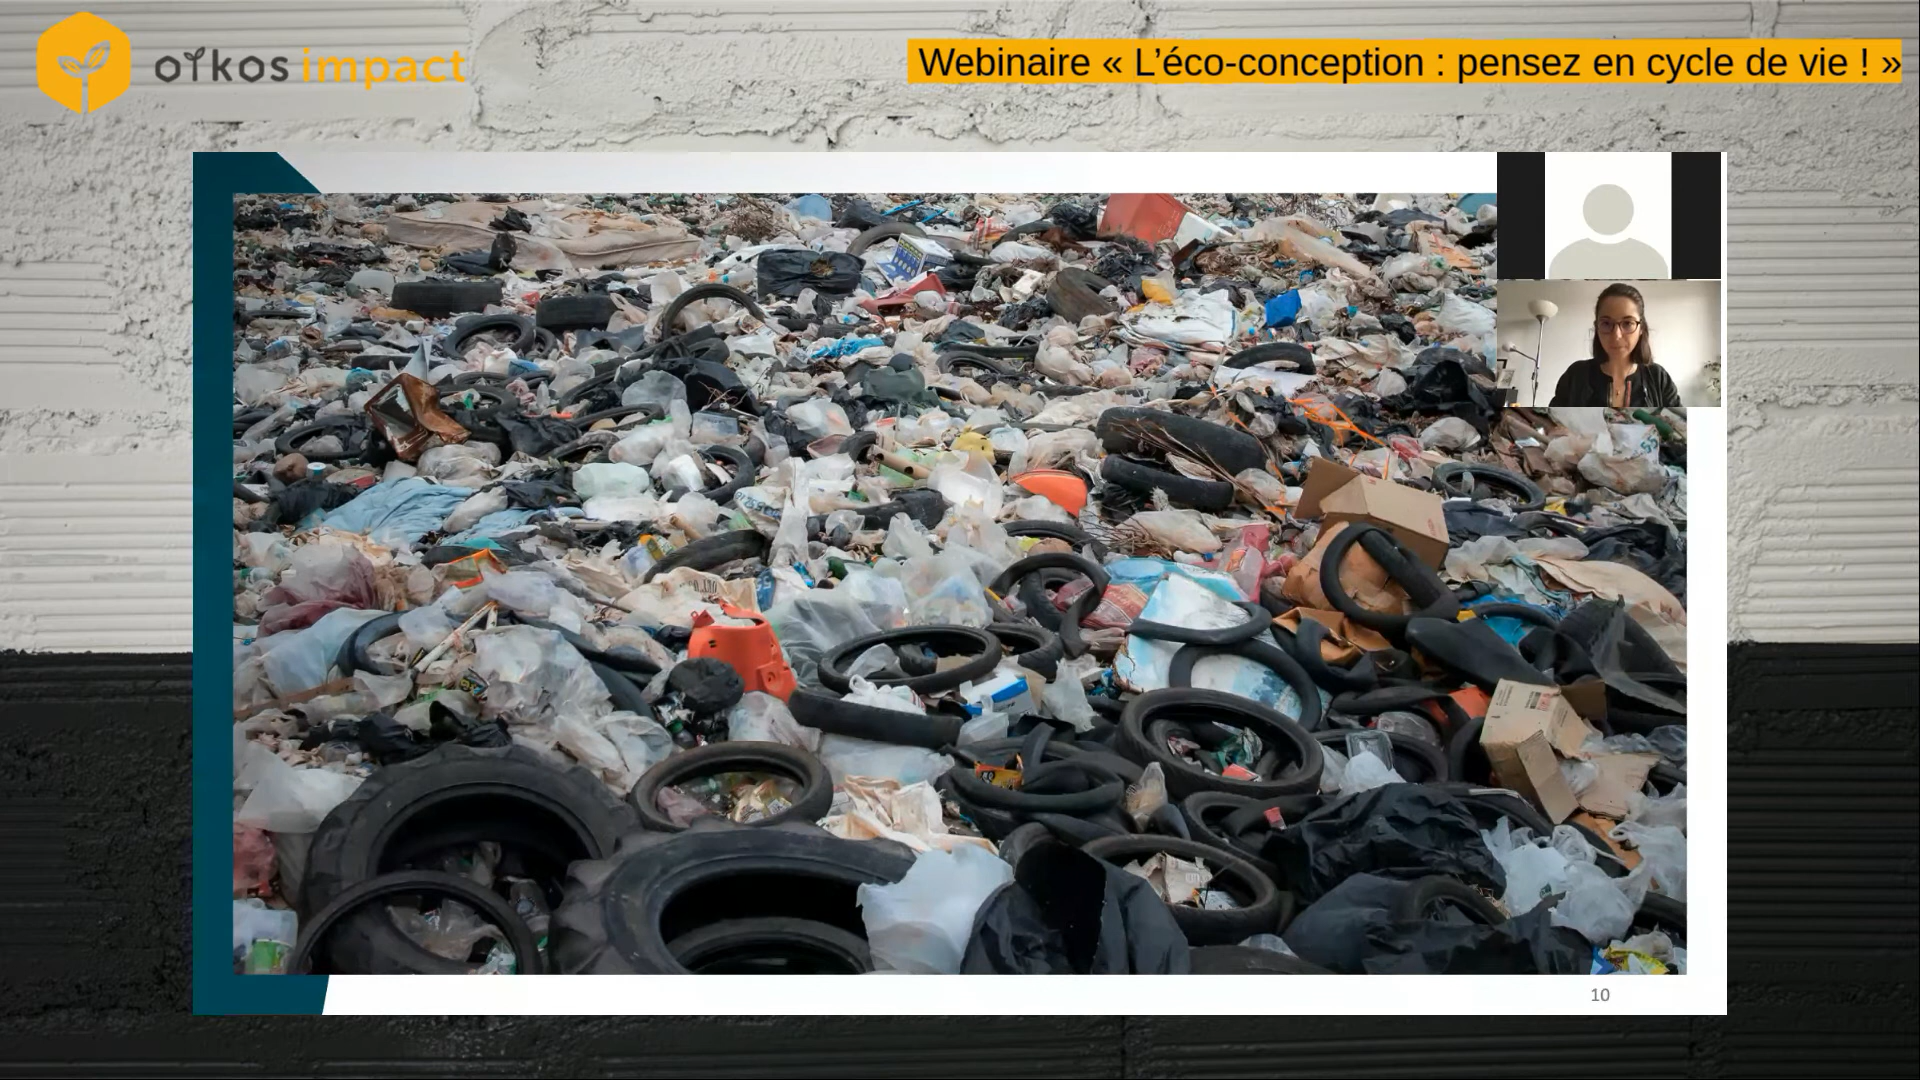 oikos impact
Webinaire « L’éco-conception : pensez en cycle de vie ! »
10